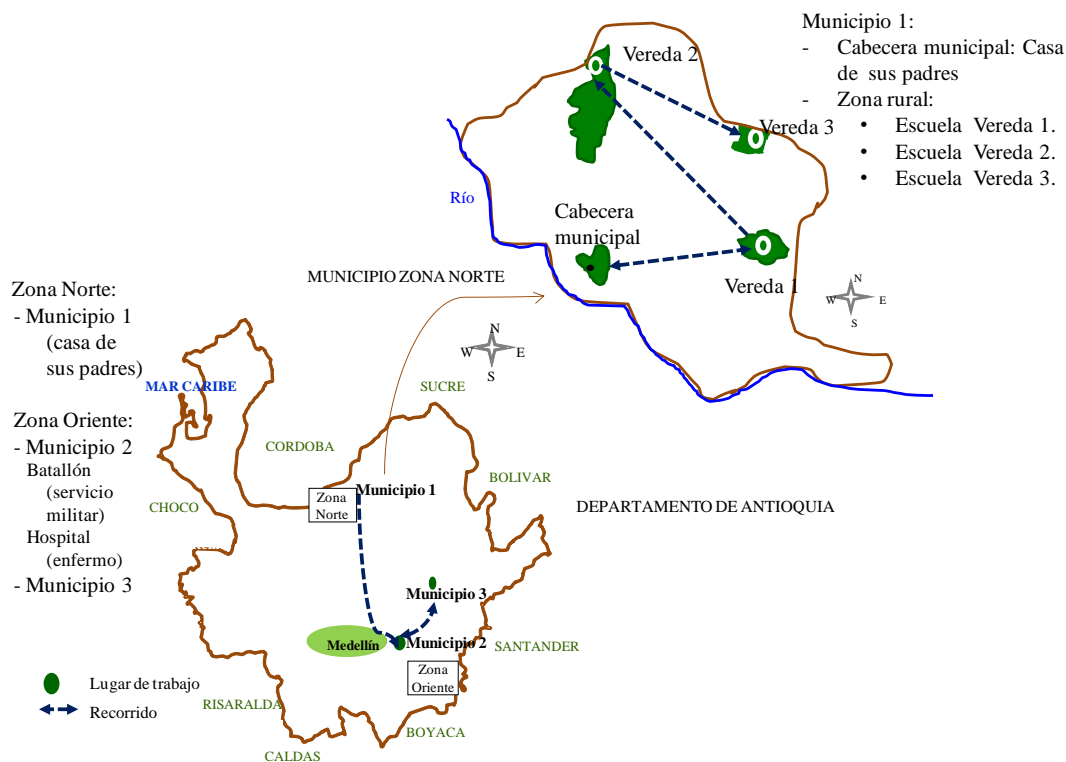 Municipio 1:
- Cabecera municipal: Casa
de sus padres
- Zona rural:
• Escuela Vereda 1.
• Escuela Vereda 2.
• Escuela Vereda 3.
Vereda 2
Vereda 3
Río
Cabecera
municipal
Vereda 1
N
W E
S
MUNICIPIO ZONA NORTE
Zona Norte:
- Municipio 1
(casa de
sus padres)
Zona Oriente:
- Municipio 2
Batallón
(servicio
militar)
Hospital
(enfermo)
- Municipio 3
N
W E
S
MAR CARIBE
SUCRE
CORDOBA
BOLIVAR
CHOCO
Zona
Norte
Municipio 1
DEPARTAMENTO DE ANTIOQUIA
Municipio 3
Medellín
Municipio 2
SANTANDER
Zona
Oriente
Lugar de trabajo
Recorrido
RISARALDA
BOYACA
CALDAS